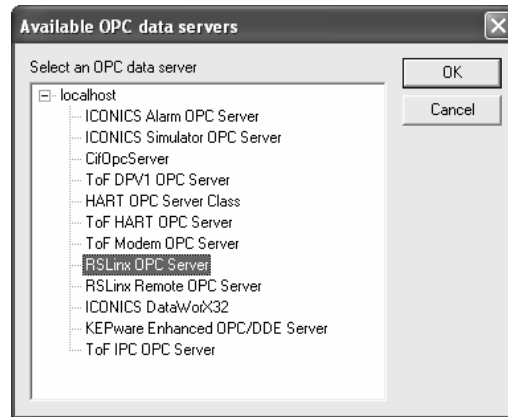 Available OPC data servers
Select an OPC data server
OK
Cancel
localhost
ICONICS Alarm OPC Server
ICONICS Simulator OPC Server
CifOpcServer
ToF DPV1 OPC Server
HART OPC Server Class
ToF HART OPC Server
ToF Modem OPC Server
RSLinx OPC Server
RSLinx Remote OPC Server
ICONICS DataWorX32
KEPware Enhanced OPC/DDE Server
ToF IPC OPC Server